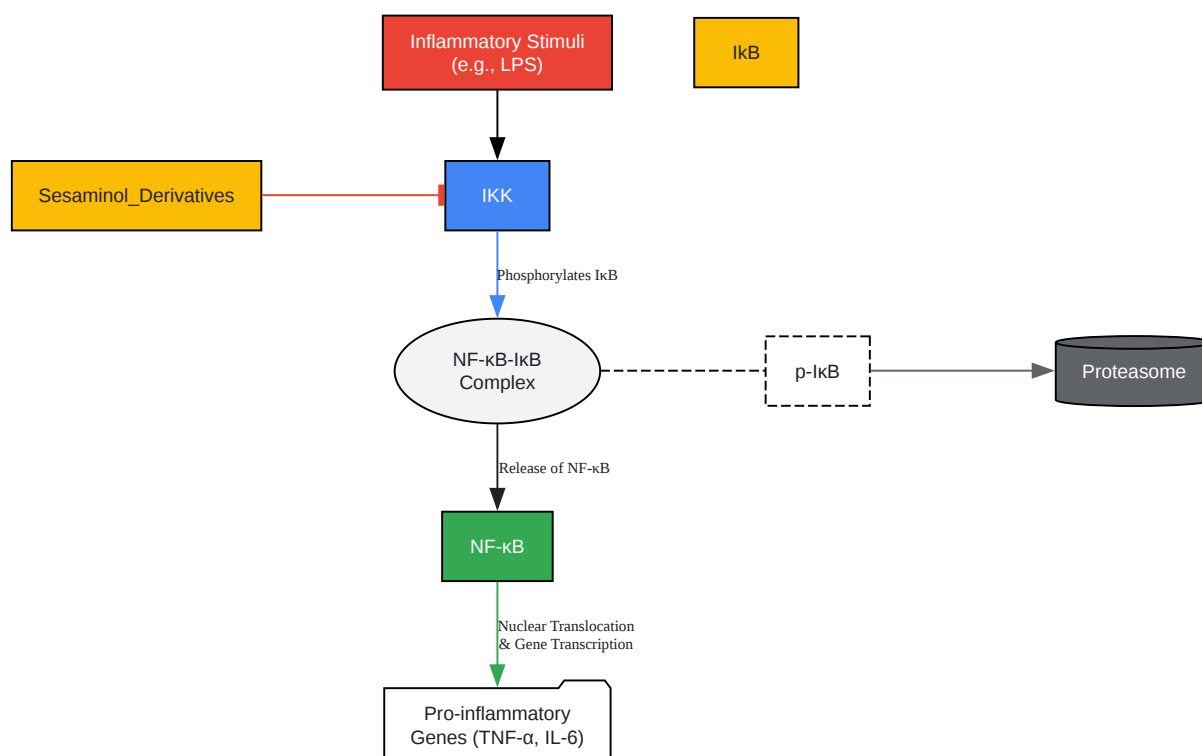 Inflammatory Stimuli
(e.g., LPS)
IkB
Sesaminol_Derivatives
IKK
Phosphorylates IκB
NF-κB-IκB
Complex
p-IκB
Proteasome
Release of NF-κB
NF-κB
Nuclear Translocation
& Gene Transcription
Pro-inflammatory
Genes (TNF-α, IL-6)